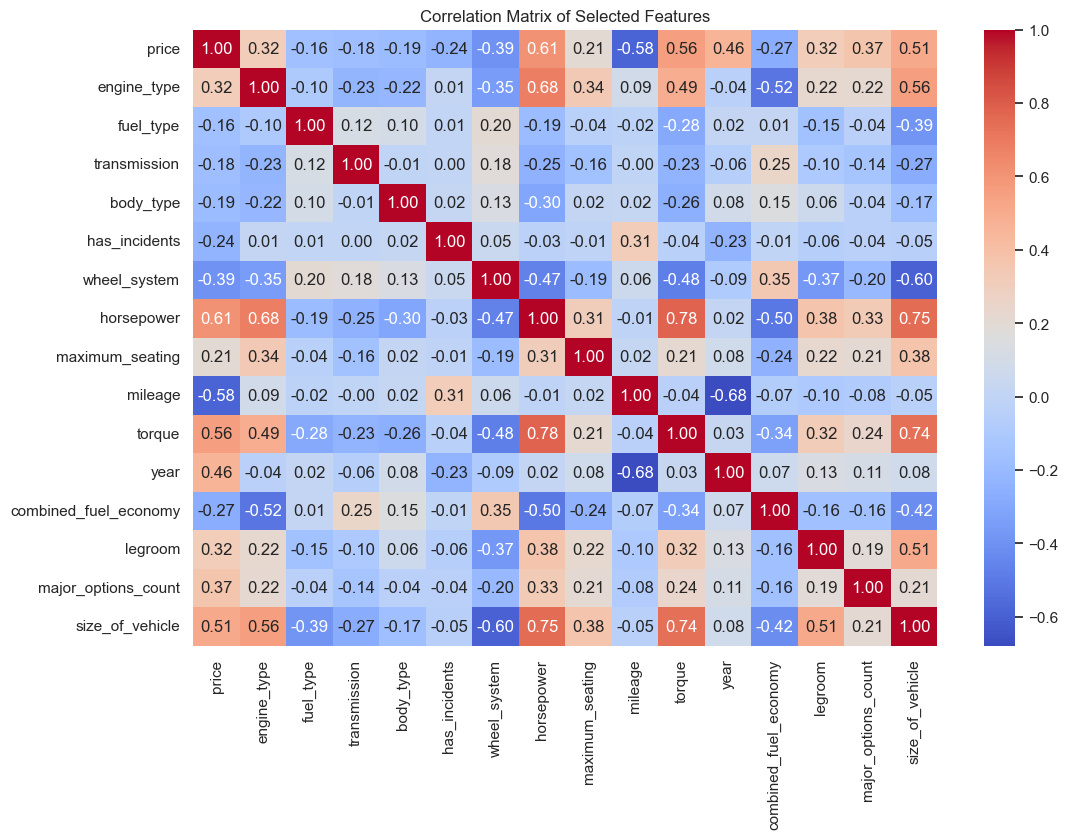 Correlation Matrix of Selected Features
price 1.00 0.32 -0.16 -0.18 -0.19 -0.24 -0.39 0.61 0.21 -0.58 0.56 0.46 -0.27 0.32 0.37 0.51
engine_type 0.32 1.00 -0.10 -0.23 -0.22 0.01 -0.35 0.68 0.34 0.09 0.49 -0.04 -0.52 0.22 0.22 0.56
fuel_type -0.16 -0.10 1.00 0.12 0.10 0.01 0.20 -0.19 -0.04 -0.02 -0.28 0.02 0.01 -0.15 -0.04 -0.39
transmission -0.18 -0.23 0.12 1.00 -0.01 0.00 0.18 -0.25 -0.16 -0.00 -0.23 -0.06 0.25 -0.10 -0.14 -0.27
body_type -0.19 -0.22 0.10 -0.01 1.00 0.02 0.13 -0.30 0.02 0.02 -0.26 0.08 0.15 0.06 -0.04 -0.17
has_incidents -0.24 0.01 0.01 0.00 0.02 1.00 0.05 -0.03 -0.01 0.31 -0.04 -0.23 -0.01 -0.06 -0.04 -0.05
wheel_system -0.39 -0.35 0.20 0.18 0.13 0.05 1.00 -0.47 -0.19 0.06 -0.48 -0.09 0.35 -0.37 -0.20 -0.60
horsepower 0.61 0.68 -0.19 -0.25 -0.30 -0.03 -0.47 1.00 0.31 -0.01 0.78 0.02 -0.50 0.38 0.33 0.75
maximum_seating 0.21 0.34 -0.04 -0.16 0.02 -0.01 -0.19 0.31 1.00 0.02 0.21 0.08 -0.24 0.22 0.21 0.38
mileage -0.58 0.09 -0.02 -0.00 0.02 0.31 0.06 -0.01 0.02 1.00 -0.04 -0.68 -0.07 -0.10 -0.08 -0.05
torque 0.56 0.49 -0.28 -0.23 -0.26 -0.04 -0.48 0.78 0.21 -0.04 1.00 0.03 -0.34 0.32 0.24 0.74
year 0.46 -0.04 0.02 -0.06 0.08 -0.23 -0.09 0.02 0.08 -0.68 0.03 1.00 0.07 0.13 0.11 0.08
combined_fuel_economy -0.27 -0.52 0.01 0.25 0.15 -0.01 0.35 -0.50 -0.24 -0.07 -0.34 0.07 1.00 -0.16 -0.16 -0.42
legroom 0.32 0.22 -0.15 -0.10 0.06 -0.06 -0.37 0.38 0.22 -0.10 0.32 0.13 -0.16 1.00 0.19 0.51
major_options_count 0.37 0.22 -0.04 -0.14 -0.04 -0.04 -0.20 0.33 0.21 -0.08 0.24 0.11 -0.16 0.19 1.00 0.21
size_of_vehicle 0.51 0.56 -0.39 -0.27 -0.17 -0.05 -0.60 0.75 0.38 -0.05 0.74 0.08 -0.42 0.51 0.21 1.00
price
engine_type
fuel_type
transmission
body_type
has_incidents
wheel_system
horsepower
maximum_seating
mileage
torque
year
combined_fuel_economy
legroom
major_options_count
size_of_vehicle
1.0
0.8
0.6
0.4
0.2
0.0
−0.2
−0.4
−0.6